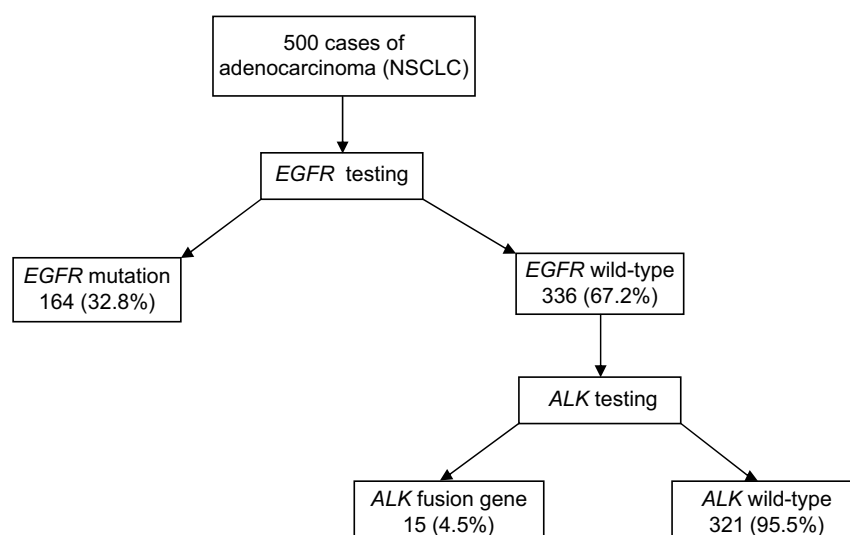 500 cases of
adenocarcinoma (NSCLC)
EGFR testing
EGFR mutation
164 (32.8%)
EGFR wild-type
336 (67.2%)
ALK testing
ALK fusion gene
15 (4.5%)
ALK wild-type
321 (95.5%)